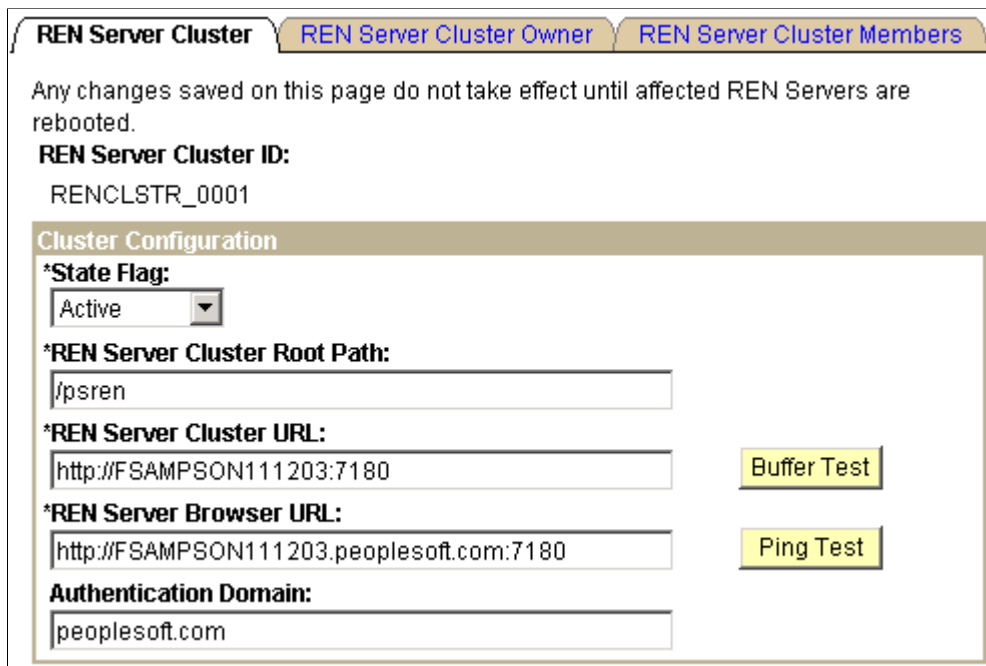 REN Server Cluster REN Server Cluster Owner REN Server Cluster Members
Any changes saved on this page do not take effect until affected REN Servers are
rebooted.
REN Server Cluster ID:
RENCLSTR_0001
Cluster Configuration
*State Flag:
Active
*REN Server Cluster Root Path:
/psren
*REN Server Cluster URL:
http://FSAMPSON111203:7180 Buffer Test
*REN Server Browser URL:
http://FSAMPSON111203.peoplesoft.com:7180 Ping Test
Authentication Domain:
peoplesoft.com